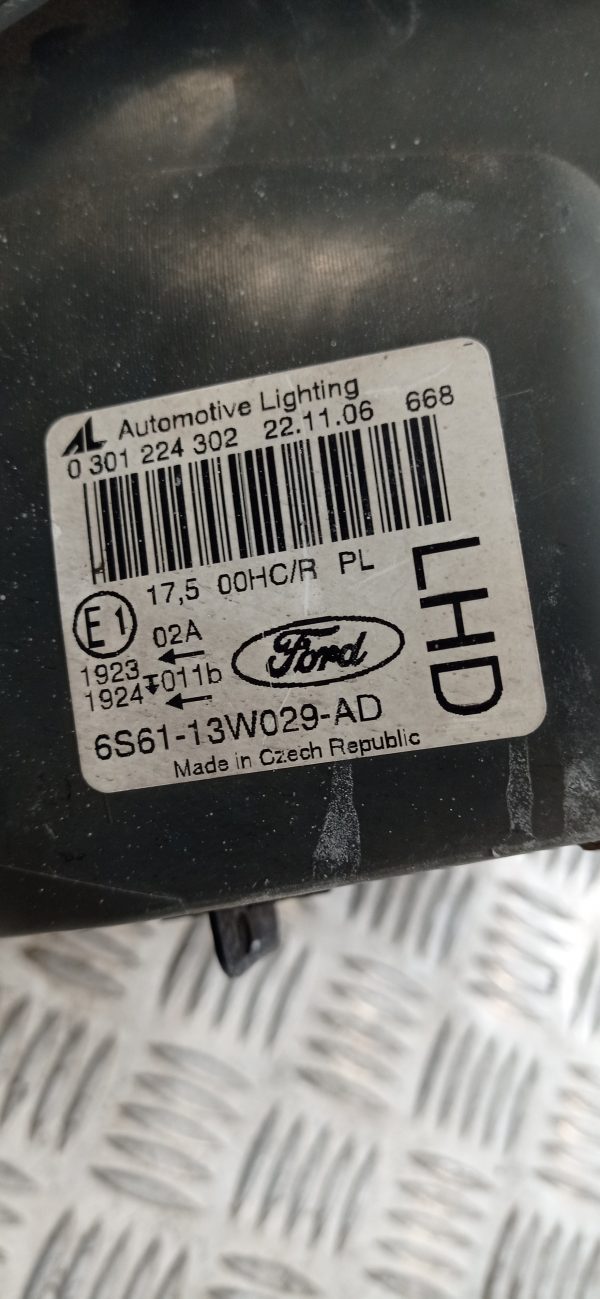 AL Automotive Lighting
0 301 224 302 22.11.06 668
17,5 00HC/R PL
E1 02A
1923
1924 011b
Ford
LHD
6S61-13W029-AD
Made in Czech Republic